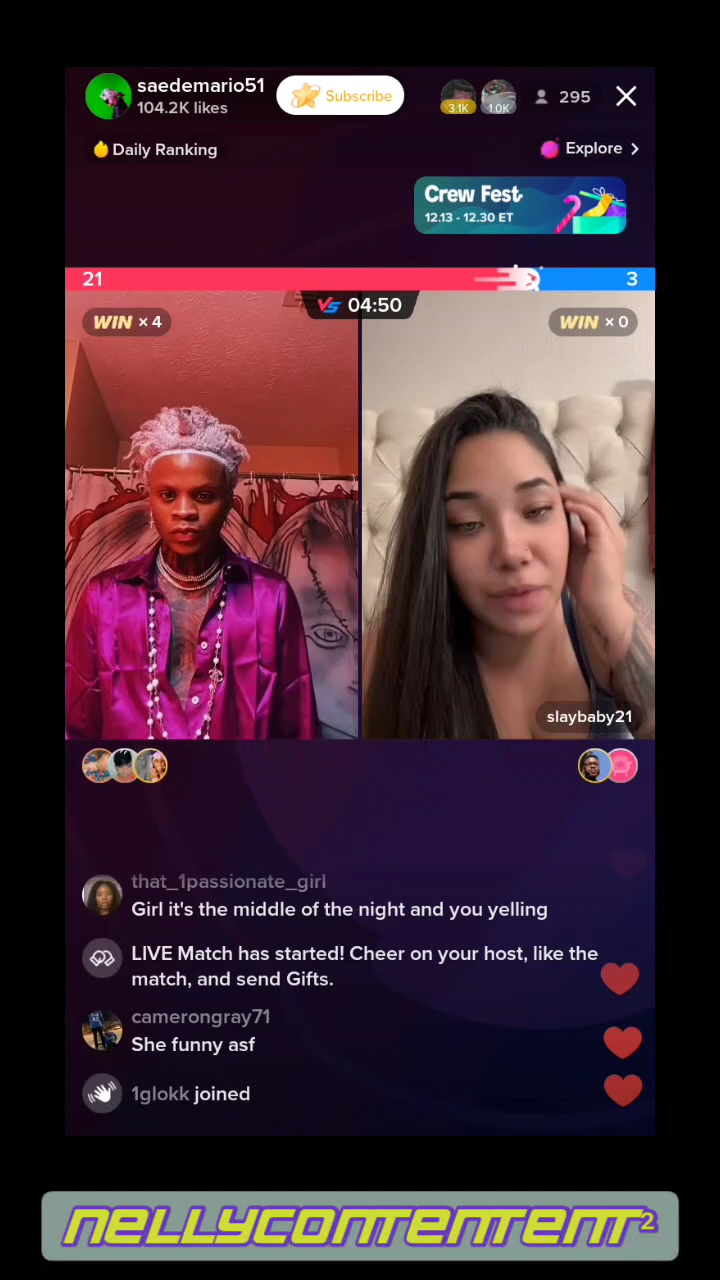 saedemario51
104.2K likes
Subscribe
3.1K
1.0K
295
Daily Ranking
Explore
Crew Fest
12.13 - 12.30 ET
21
3
VS 04:50
WIN × 4
WIN × 0
slaybaby21
that_1passionate_girl
Girl it's the middle of the night and you yelling
LIVE Match has started! Cheer on your host, like the
match, and send Gifts.
camerongray71
She funny asf
1glokk joined
NELLYCONTENTENT²